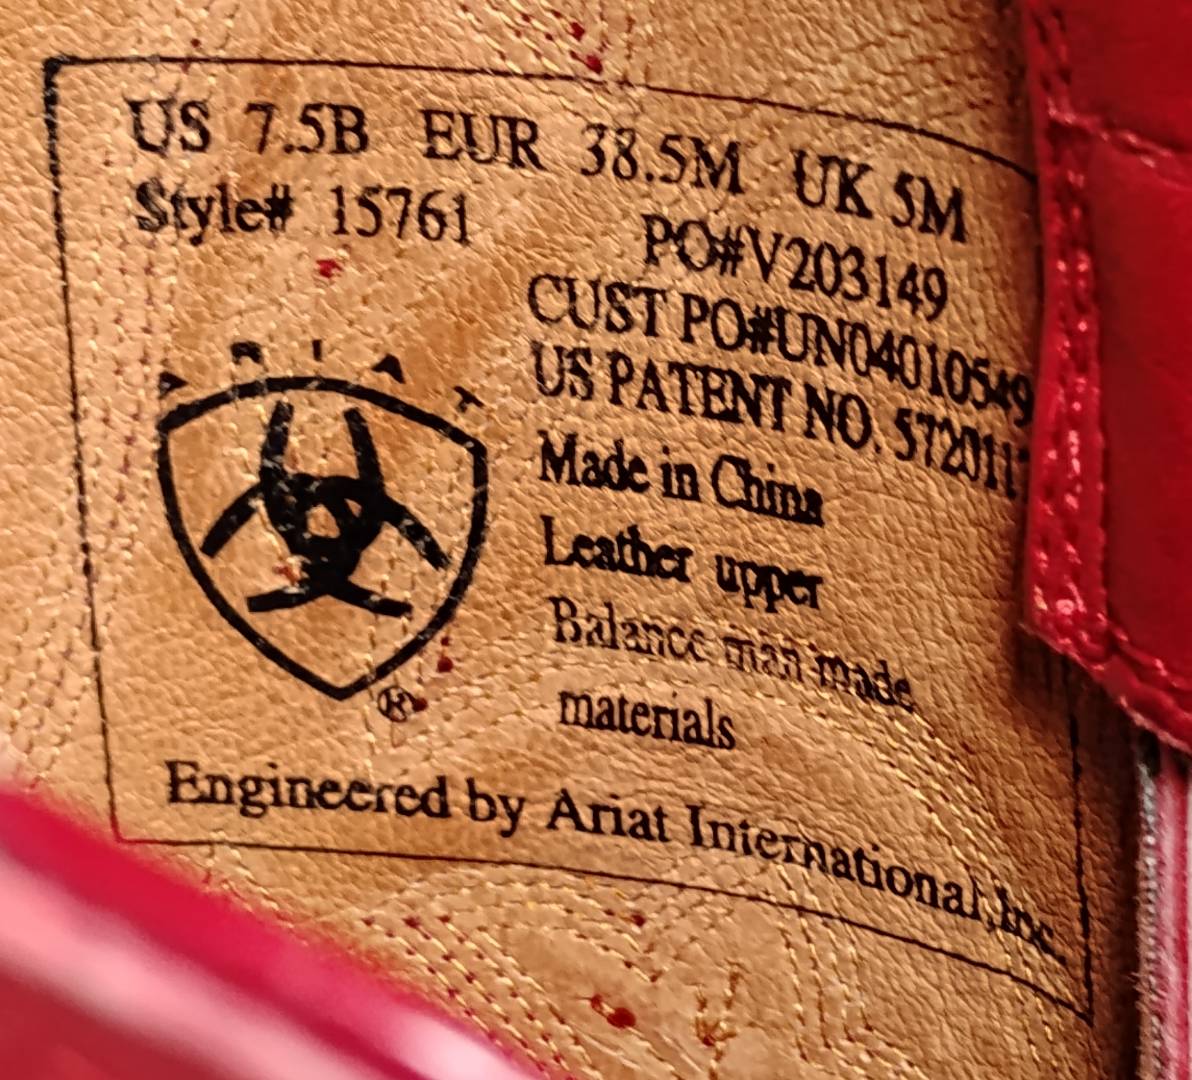 US 7.5B EUR 38.5M UK 5M
Style# 15761
PO#V203149
CUST PO#UN04010549
US PATENT NO. 572011
Made in China
Leather upper
Balance man made
materials
ARIAT
®
Engineered by Ariat International,Inc.